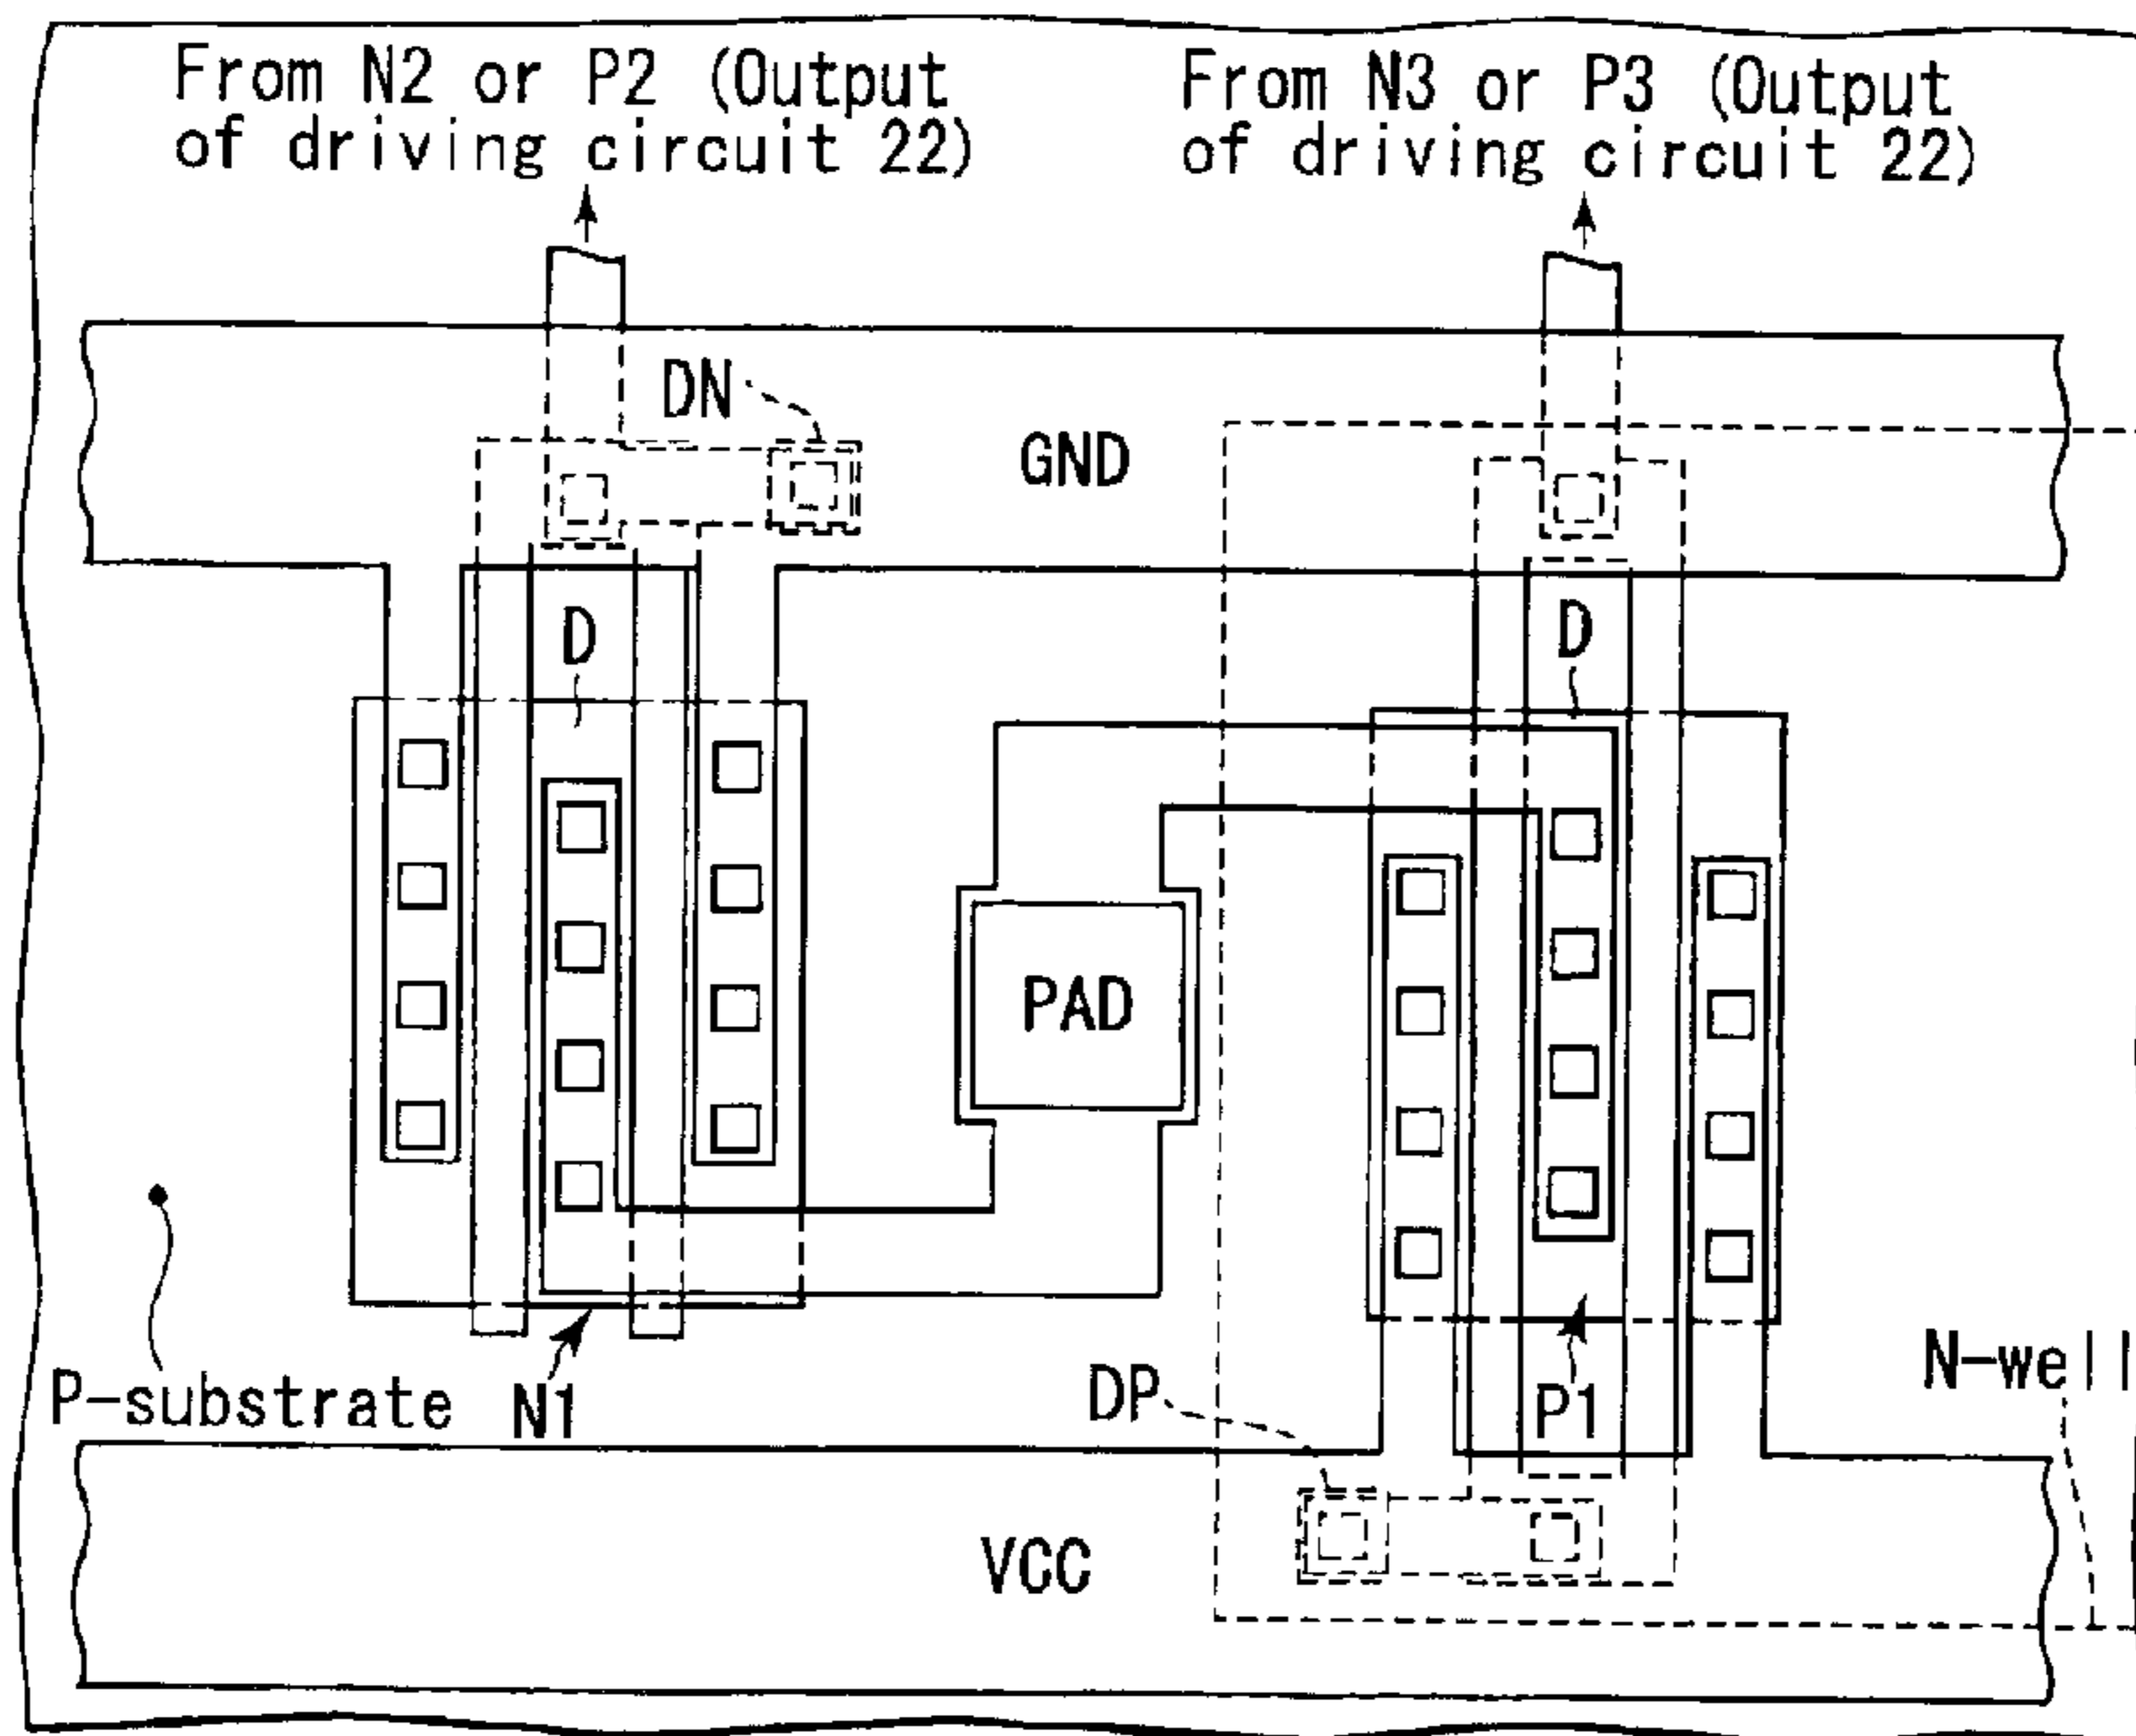 From N2 or P2 (Output
of driving circuit 22)
From N3 or P3 (Output
of driving circuit 22)
DN
GND
D
D
PAD
P-substrate
N1
DP
P1
N-well
VCC